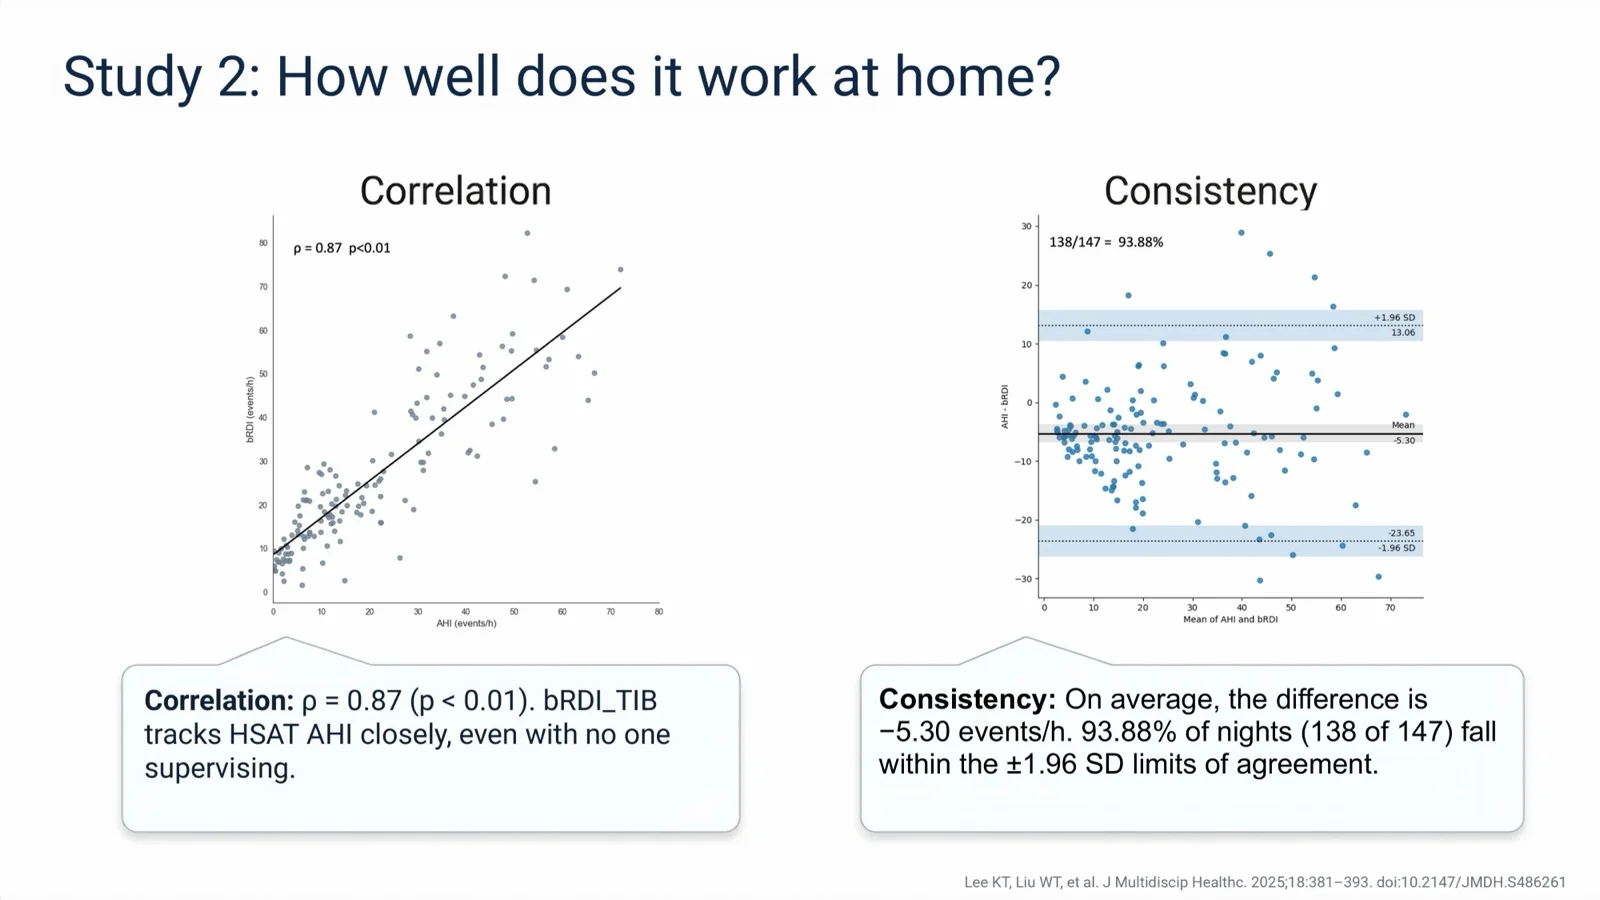 Study 2: How well does it work at home?
Correlation
ρ = 0.87 p<0.01
80
70
60
50
40
30
20
10
0
bRDI (events/h)
0 10 20 30 40 50 60 70 80
AHI (events/h)
Correlation: ρ = 0.87 (p < 0.01). bRDI_TIB
tracks HSAT AHI closely, even with no one
supervising.
Consistency
138/147 = 93.88%
30
20
10
0
−10
−20
−30
AHI - bRDI
+1.96 SD
13.06
Mean
-5.30
-23.65
-1.96 SD
0 10 20 30 40 50 60 70
Mean of AHI and bRDI
Consistency: On average, the difference is
−5.30 events/h. 93.88% of nights (138 of 147) fall
within the ±1.96 SD limits of agreement.
Lee KT, Liu WT, et al. J Multidiscip Healthc. 2025;18:381–393. doi:10.2147/JMDH.S486261